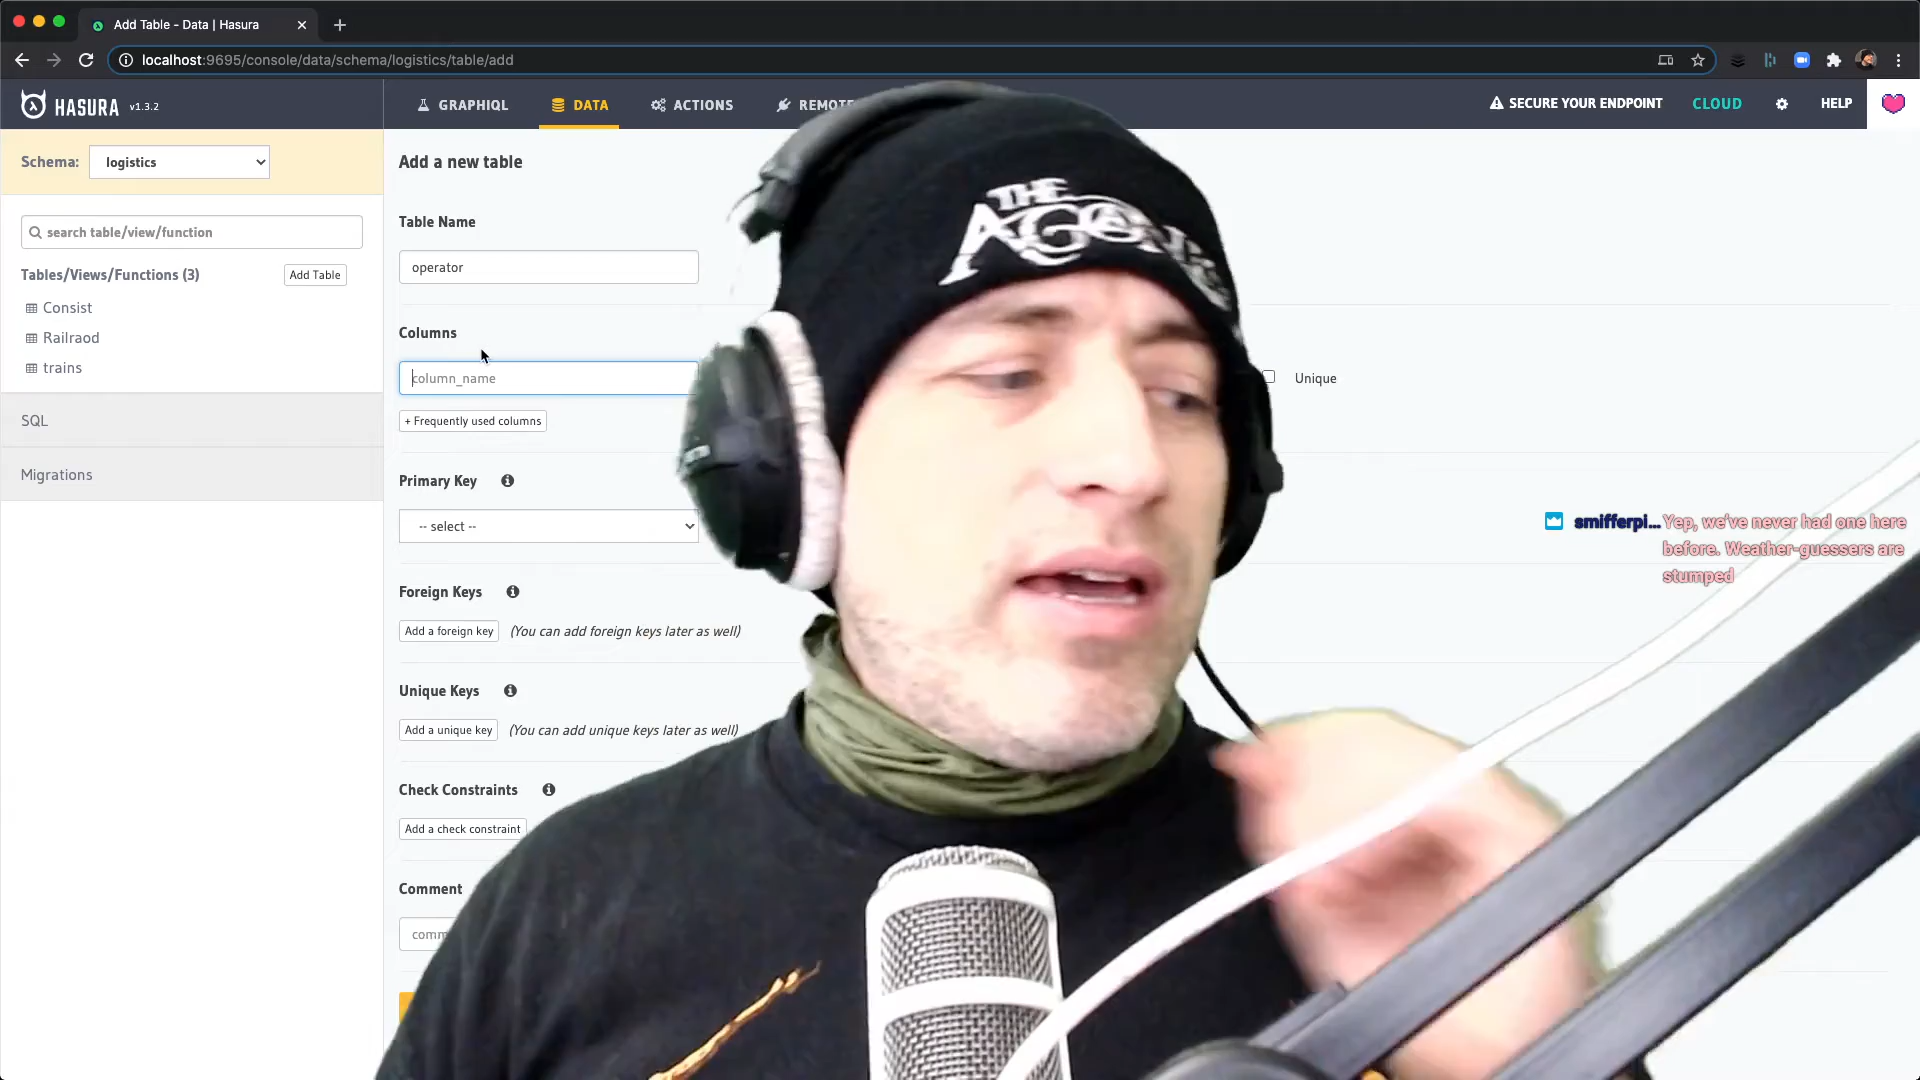 Add Table - Data | Hasura
localhost:9695/console/data/schema/logistics/table/add
HASURA v1.3.2
GRAPHIQL
DATA
ACTIONS
REMOTE
SECURE YOUR ENDPOINT
CLOUD
HELP
Schema:
logistics
search table/view/function
Tables/Views/Functions (3)
Add Table
Consist
Railraod
trains
SQL
Migrations
Add a new table
Table Name
operator
Columns
column_name
Unique
+ Frequently used columns
Primary Key
-- select --
Foreign Keys
Add a foreign key
(You can add foreign keys later as well)
Unique Keys
Add a unique key
(You can add unique keys later as well)
Check Constraints
Add a check constraint
Comment
comm
THE
smifferpi... Yep, we've never had one here
before. Weather-guessers are
stumped